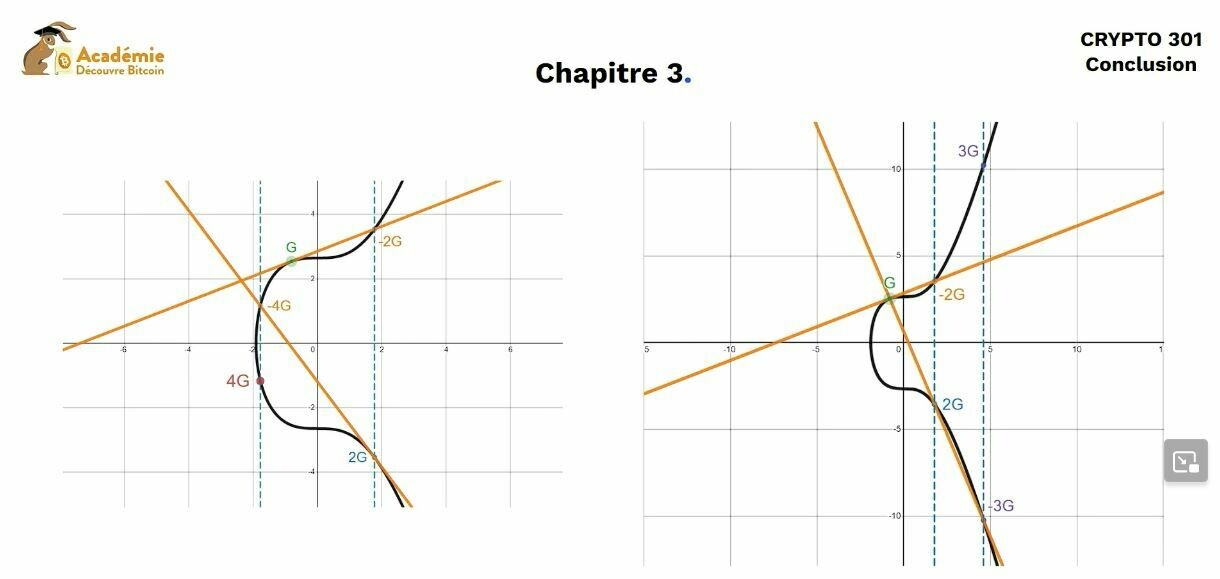 Académie
Découvre Bitcoin
CRYPTO 301
Conclusion
Chapitre 3.
4
G
-2G
2
-4G
-6
-4
-2
0
2
4
6
4G
-2
2G
-4
3G
10
5
G
-2G
5
-10
-5
0
5
10
1
2G
-5
-3G
-10